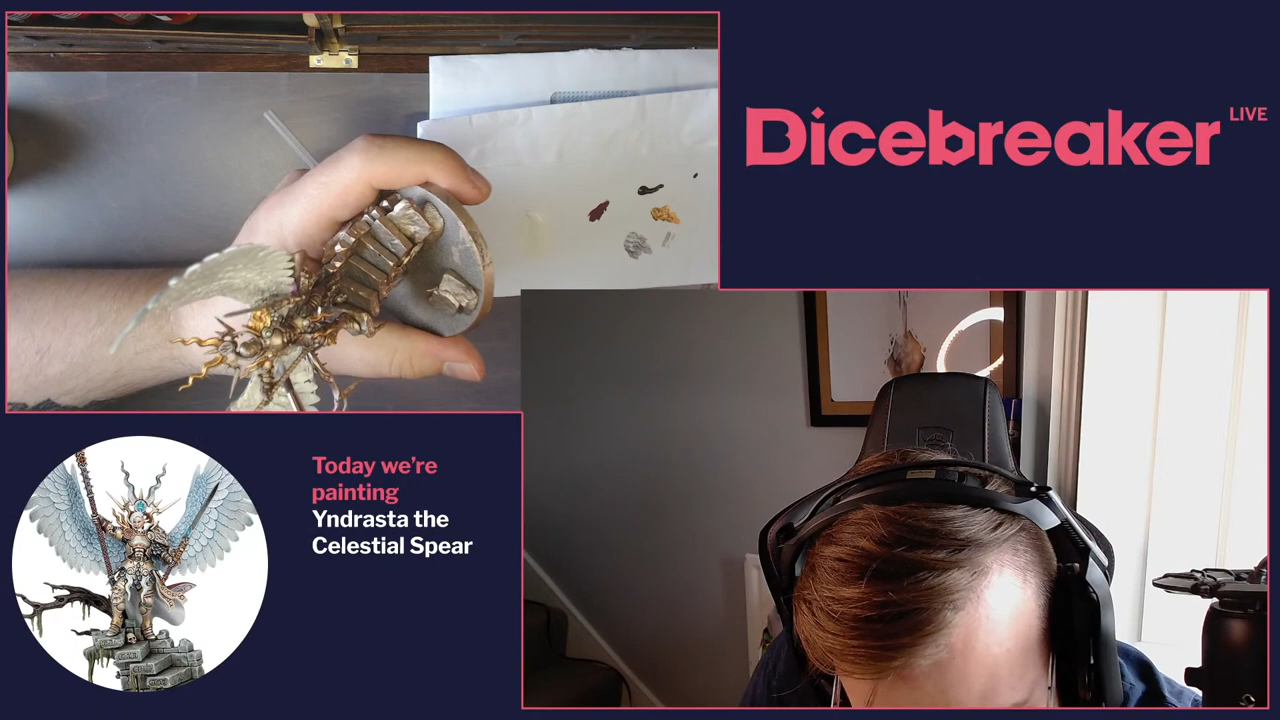 Dicebreaker LIVE
Today we're
painting
Yndrasta the
Celestial Spear